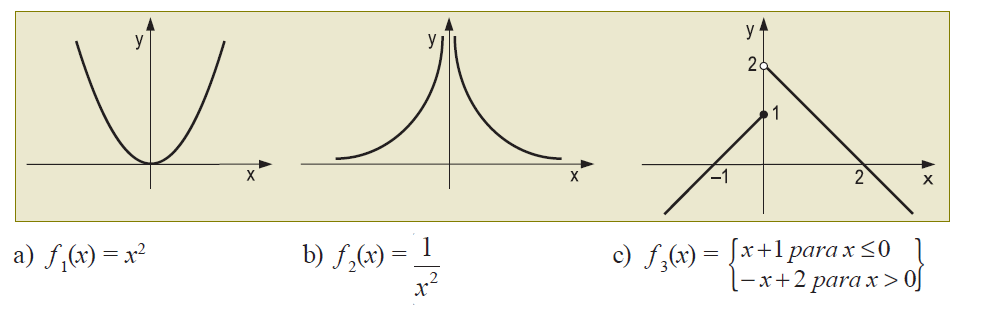 y
x
y
x
y
2
1
–1
2
x
a) f₁(x) = x²
b) f₂(x) = 1/x²
c) f₃(x) = {x+1 para x ≤ 0
–x+2 para x > 0}